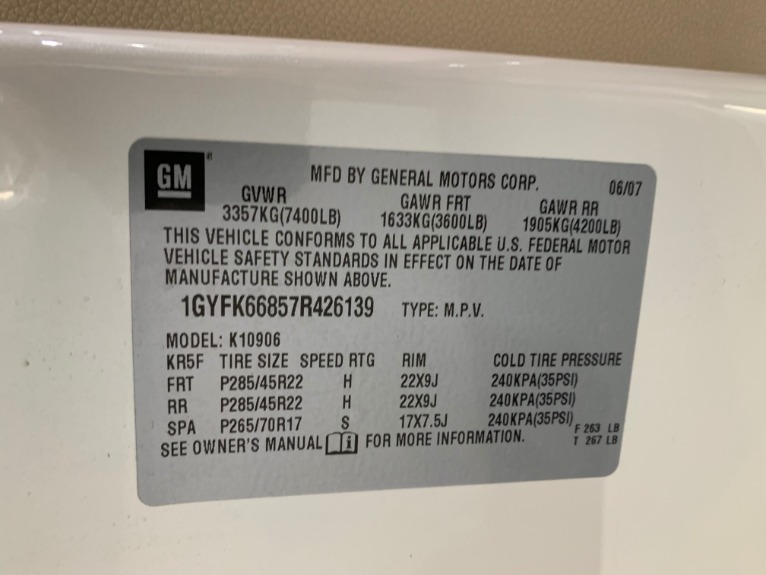 GM
MFD BY GENERAL MOTORS CORP. 06/07
GVWR GAWR FRT GAWR RR
3357KG(7400LB) 1633KG(3600LB) 1905KG(4200LB)
THIS VEHICLE CONFORMS TO ALL APPLICABLE U.S. FEDERAL MOTOR
VEHICLE SAFETY STANDARDS IN EFFECT ON THE DATE OF
MANUFACTURE SHOWN ABOVE.
1GYFK66857R426139 TYPE: M.P.V.
MODEL: K10906
KR5F TIRE SIZE SPEED RTG RIM COLD TIRE PRESSURE
FRT P285/45R22 H 22X9J 240KPA(35PSI)
RR P285/45R22 H 22X9J 240KPA(35PSI)
SPA P265/70R17 S 17X7.5J 240KPA(35PSI) F 263 LB
SEE OWNER'S MANUAL i FOR MORE INFORMATION. T 267 LB